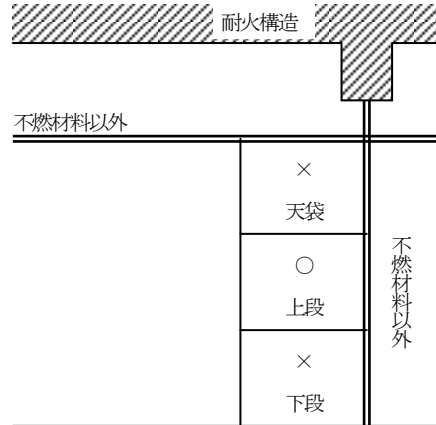 耐火構造
不燃材料以外
×
天袋
○
上段
×
下段
不燃材料以外